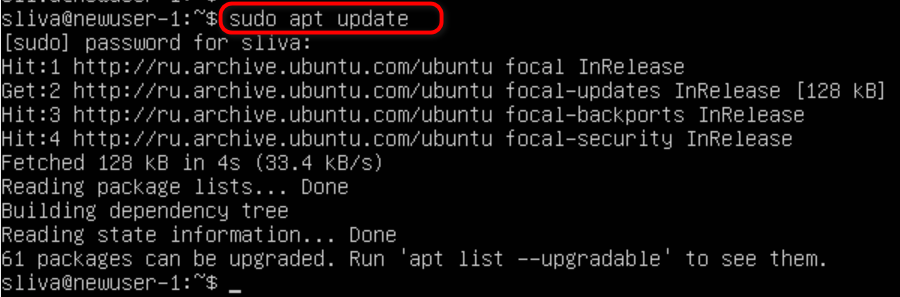 sliva@newuser-1:~$ sudo apt update
[sudo] password for sliva:
Hit:1 http://ru.archive.ubuntu.com/ubuntu focal InRelease
Get:2 http://ru.archive.ubuntu.com/ubuntu focal-updates InRelease [128 kB]
Hit:3 http://ru.archive.ubuntu.com/ubuntu focal-backports InRelease
Hit:4 http://ru.archive.ubuntu.com/ubuntu focal-security InRelease
Fetched 128 kB in 4s (33.4 kB/s)
Reading package lists... Done
Building dependency tree
Reading state information... Done
61 packages can be upgraded. Run 'apt list --upgradable' to see them.
sliva@newuser-1:~$ _